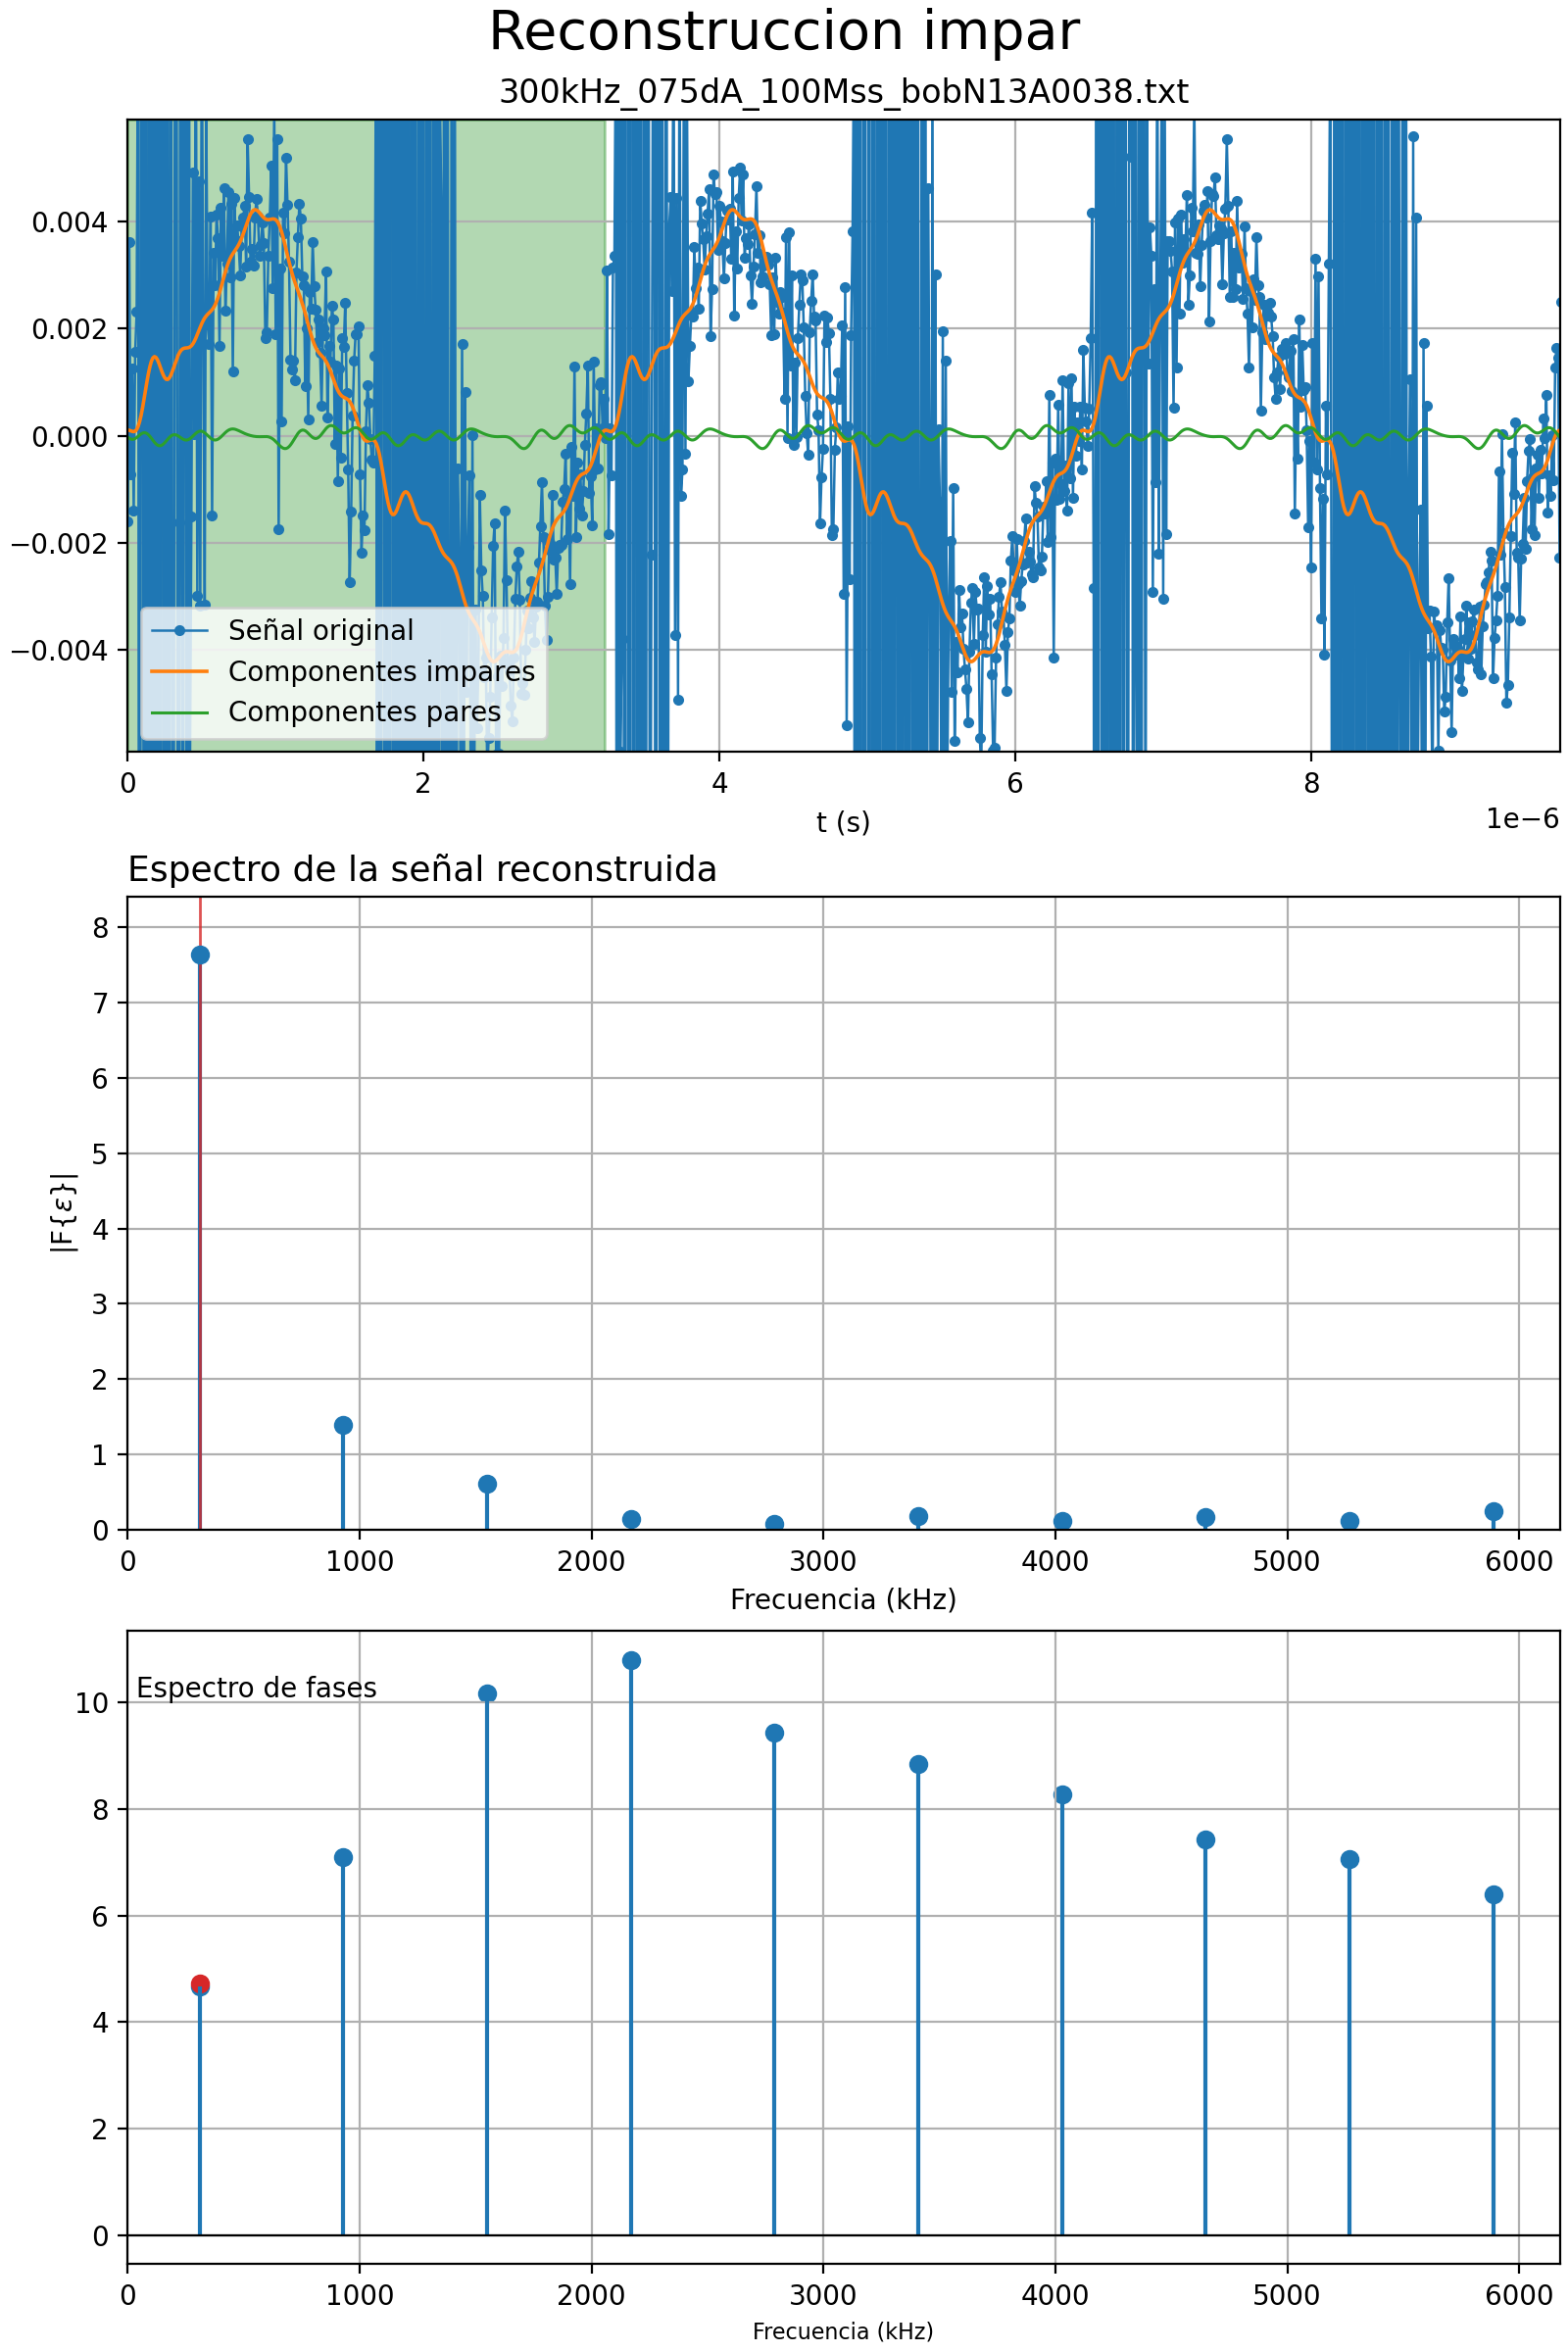 Reconstruccion impar
300kHz_075dA_100Mss_bobN13A0038.txt
0.004
0.002
0.000
−0.002
−0.004
Señal original
Componentes impares
Componentes pares
0 2 4 6 8
1e−6
t (s)
Espectro de la señal reconstruida
8
7
6
5
4
3
2
1
0
|F{ε}|
0 1000 2000 3000 4000 5000 6000
Frecuencia (kHz)
Espectro de fases
10
8
6
4
2
0
0 1000 2000 3000 4000 5000 6000
Frecuencia (kHz)